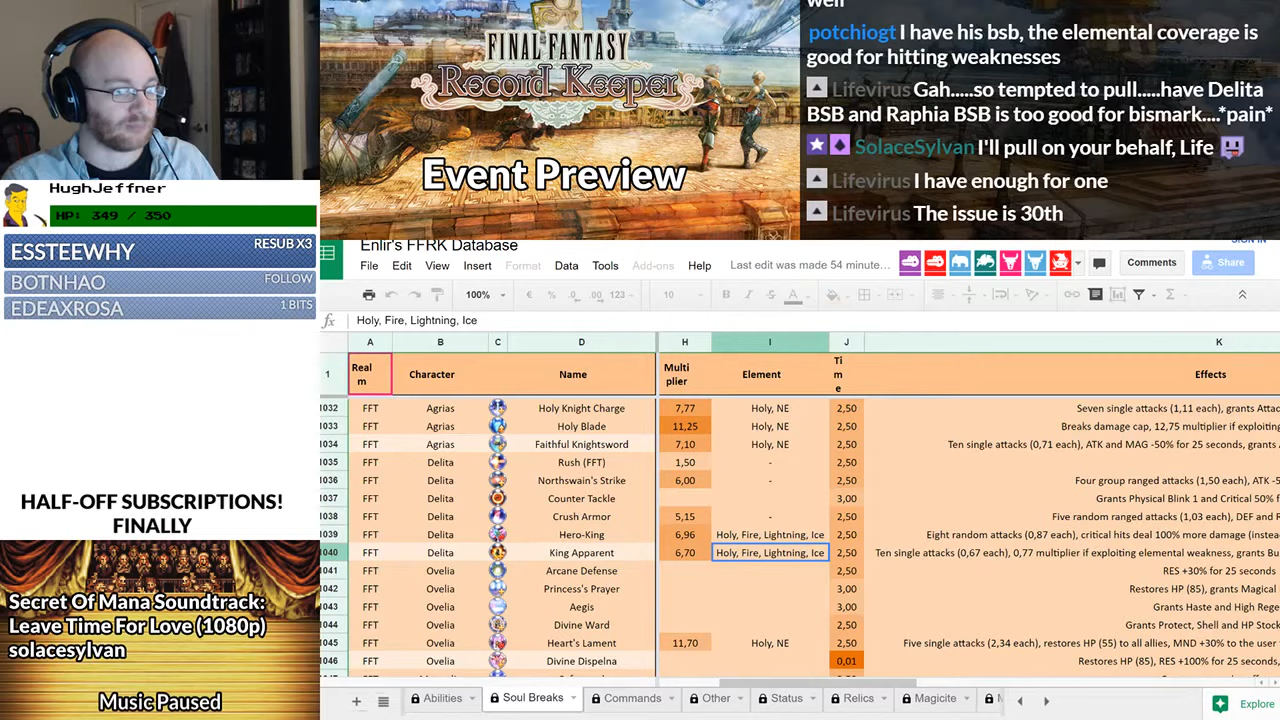 well
potchiogt I have his bsb, the elemental coverage is
good for hitting weaknesses
Lifevirus Gah.....so tempted to pull.....have Delita
BSB and Raphia BSB is too good for bismark....*pain*
SolaceSylvan I'll pull on your behalf, Life
Lifevirus I have enough for one
Lifevirus The issue is 30th
FINAL FANTASY
Record Keeper
Event Preview
HughJeffner
HP: 349 / 350
ESSTEEWHY RESUB X3
BOTNHAO FOLLOW
EDEAXROSA 1 BITS
HALF-OFF SUBSCRIPTIONS!
FINALLY
Secret Of Mana Soundtrack:
Leave Time For Love (1080p)
solacesylvan
Music Paused
Enlir's FFRK Database
SIGN IN
File Edit View Insert Format Data Tools Add-ons Help Last edit was made 54 minute... Comments Share
100% € % .0 .00 123 10
fx Holy, Fire, Lightning, Ice
A B C D H I J K
1 Realm Character Name Multiplier Element Time Effects
1032 FFT Agrias Holy Knight Charge 7,77 Holy, NE 2,50 Seven single attacks (1,11 each), grants Attac
1033 FFT Agrias Holy Blade 11,25 Holy, NE 2,50 Breaks damage cap, 12,75 multiplier if exploiting
1034 FFT Agrias Faithful Knightsword 7,10 Holy, NE 2,50 Ten single attacks (0,71 each), ATK and MAG -50% for 25 seconds, grants
1035 FFT Delita Rush (FFT) 1,50 - 2,50
1036 FFT Delita Northswain's Strike 6,00 - 2,50 Four group ranged attacks (1,50 each), ATK -5
1037 FFT Delita Counter Tackle 3,00 Grants Physical Blink 1 and Critical 50% f
1038 FFT Delita Crush Armor 5,15 - 2,50 Five random ranged attacks (1,03 each), DEF and R
1039 FFT Delita Hero-King 6,96 Holy, Fire, Lightning, Ice 2,50 Eight random attacks (0,87 each), critical hits deal 100% more damage (instea
1040 FFT Delita King Apparent 6,70 Holy, Fire, Lightning, Ice 2,50 Ten single attacks (0,67 each), 0,77 multiplier if exploiting elemental weakness, grants Bu
1041 FFT Ovelia Arcane Defense 2,50 RES +30% for 25 seconds
1042 FFT Ovelia Princess's Prayer 3,00 Restores HP (85), grants Magical
1043 FFT Ovelia Aegis 3,00 Grants Haste and High Rege
1044 FFT Ovelia Divine Ward 2,50 Grants Protect, Shell and HP Stock
1045 FFT Ovelia Heart's Lament 11,70 Holy, NE 2,50 Five single attacks (2,34 each), restores HP (55) to all allies, MND +30% to the user
1046 FFT Ovelia Divine Dispelna 0,01 Restores HP (85), RES +100% for 25 seconds,
Abilities Soul Breaks Commands Other Status Relics Magicite Explore